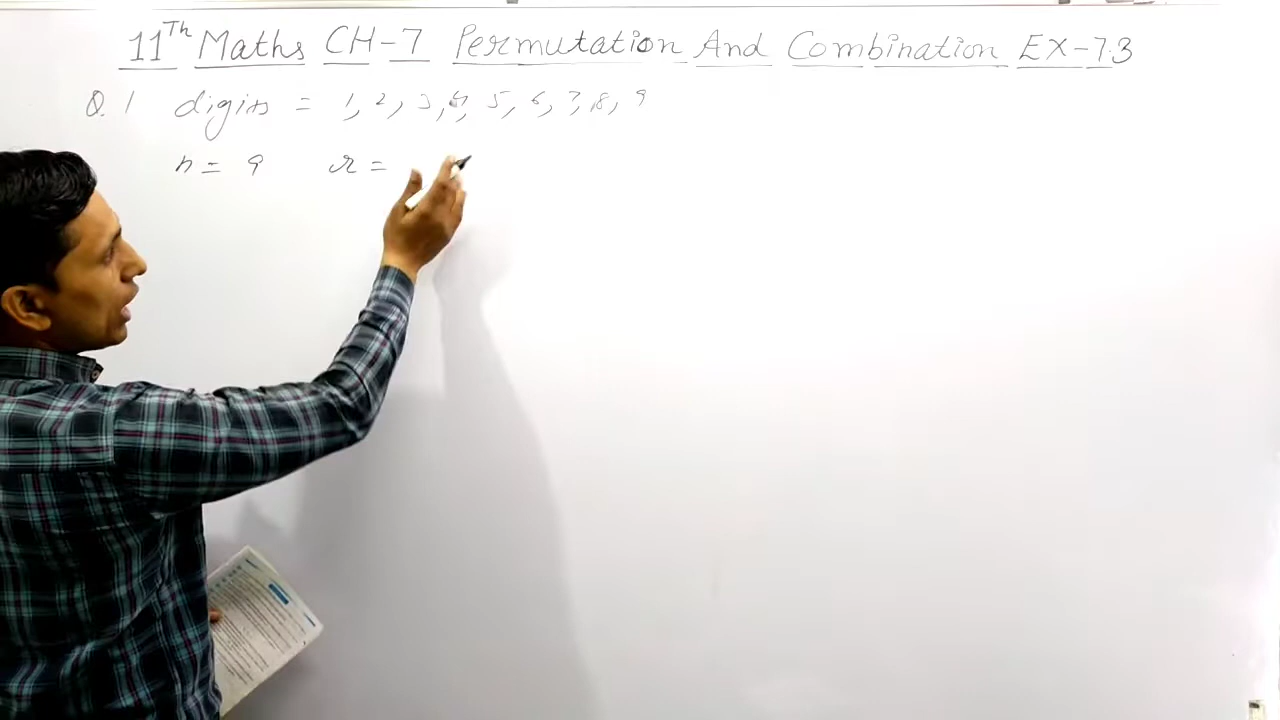 11Th Maths CH-7 Permutation And Combination EX-7.3
Q. 1 digits = 1, 2, 3, 4, 5, 6, 7, 8, 9
n = 9 r =